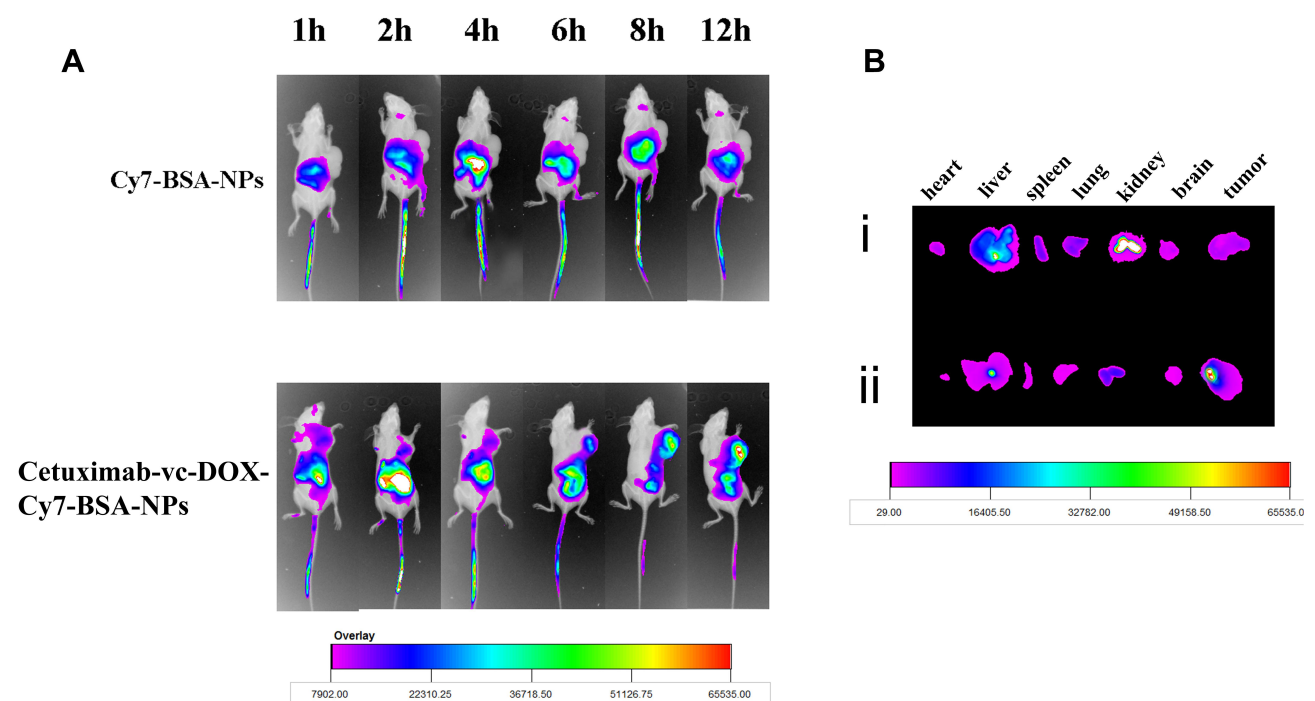 A
1h 2h 4h 6h 8h 12h
Cy7-BSA-NPs
Cetuximab-vc-DOX-
Cy7-BSA-NPs
Overlay
7902.00 22310.25 36718.50 51126.75 65535.00
B
heart liver spleen lung kidney brain tumor
i
ii
29.00 16405.50 32782.00 49158.50 65535.0